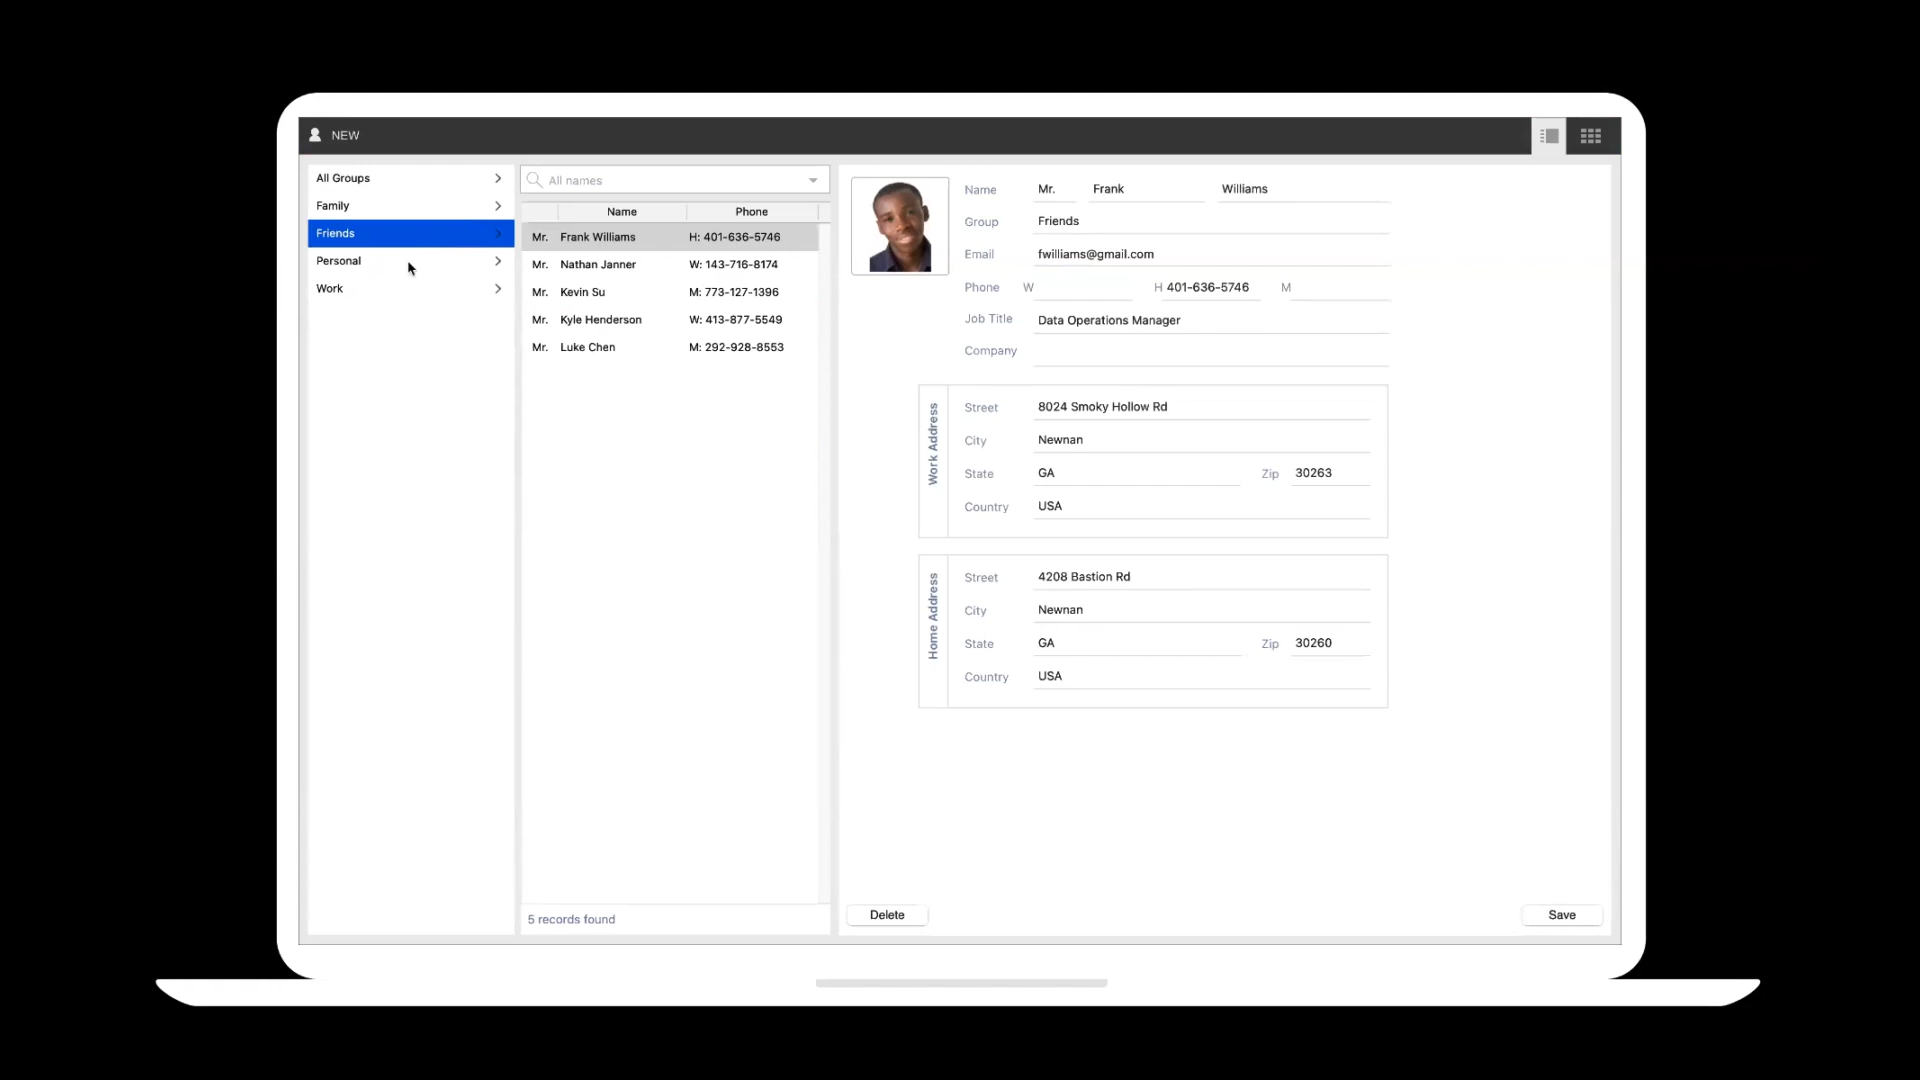 NEW
All Groups
Family
Friends
Personal
Work
All names
Name Phone
Mr. Frank Williams H: 401-636-5746
Mr. Nathan Janner W: 143-716-8174
Mr. Kevin Su M: 773-127-1396
Mr. Kyle Henderson W: 413-877-5549
Mr. Luke Chen M: 292-928-8553
5 records found
Name Mr. Frank Williams
Group Friends
Email fwilliams@gmail.com
Phone W H 401-636-5746 M
Job Title Data Operations Manager
Company
Work Address
Street 8024 Smoky Hollow Rd
City Newnan
State GA Zip 30263
Country USA
Home Address
Street 4208 Bastion Rd
City Newnan
State GA Zip 30260
Country USA
Delete Save